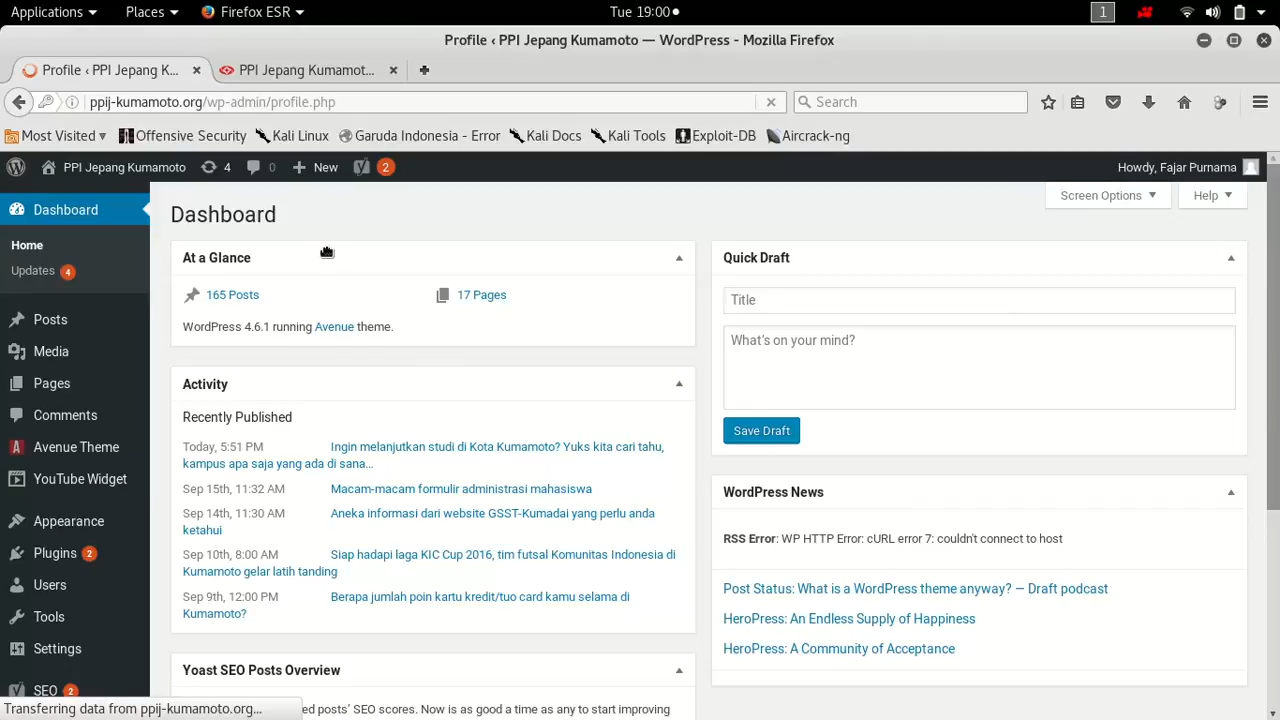 Applications
Places
Firefox ESR
Tue 19:00
1
Profile ‹ PPI Jepang Kumamoto — WordPress - Mozilla Firefox
Profile ‹ PPI Jepang K...
PPI Jepang Kumamot...
ppij-kumamoto.org/wp-admin/profile.php
Search
Most Visited
Offensive Security
Kali Linux
Garuda Indonesia - Error
Kali Docs
Kali Tools
Exploit-DB
Aircrack-ng
PPI Jepang Kumamoto
4
0
New
2
Howdy, Fajar Purnama
Dashboard
Home
Updates 4
Posts
Media
Pages
Comments
Avenue Theme
YouTube Widget
Appearance
Plugins 2
Users
Tools
Settings
SEO 2
Screen Options
Help
Dashboard
At a Glance
165 Posts
17 Pages
WordPress 4.6.1 running Avenue theme.
Activity
Recently Published
Today, 5:51 PM Ingin melanjutkan studi di Kota Kumamoto? Yuks kita cari tahu,
kampus apa saja yang ada di sana...
Sep 15th, 11:32 AM Macam-macam formulir administrasi mahasiswa
Sep 14th, 11:30 AM Aneka informasi dari website GSST-Kumadai yang perlu anda
ketahui
Sep 10th, 8:00 AM Siap hadapi laga KIC Cup 2016, tim futsal Komunitas Indonesia di
Kumamoto gelar latih tanding
Sep 9th, 12:00 PM Berapa jumlah poin kartu kredit/tuo card kamu selama di
Kumamoto?
Yoast SEO Posts Overview
ed posts' SEO scores. Now is as good a time as any to start improving
Quick Draft
Title
What's on your mind?
Save Draft
WordPress News
RSS Error: WP HTTP Error: cURL error 7: couldn't connect to host
Post Status: What is a WordPress theme anyway? — Draft podcast
HeroPress: An Endless Supply of Happiness
HeroPress: A Community of Acceptance
Transferring data from ppij-kumamoto.org...